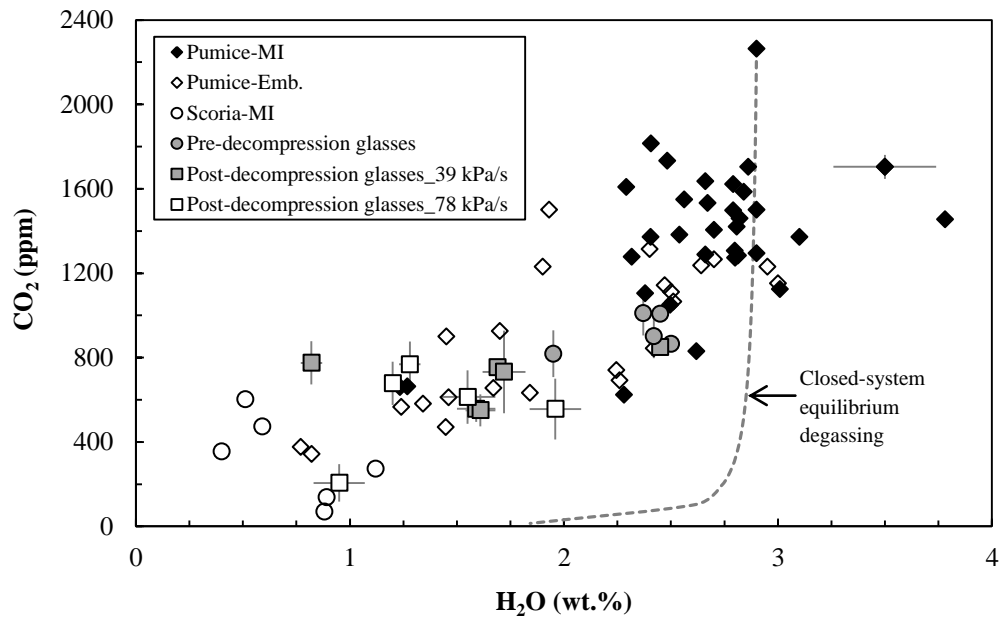 2400
2000
1600
1200
800
400
0
CO2 (ppm)
Pumice-MI
Pumice-Emb.
Scoria-MI
Pre-decompression glasses
Post-decompression glasses_39 kPa/s
Post-decompression glasses_78 kPa/s
Closed-system
equilibrium
degassing
0 1 2 3 4
H2O (wt.%)